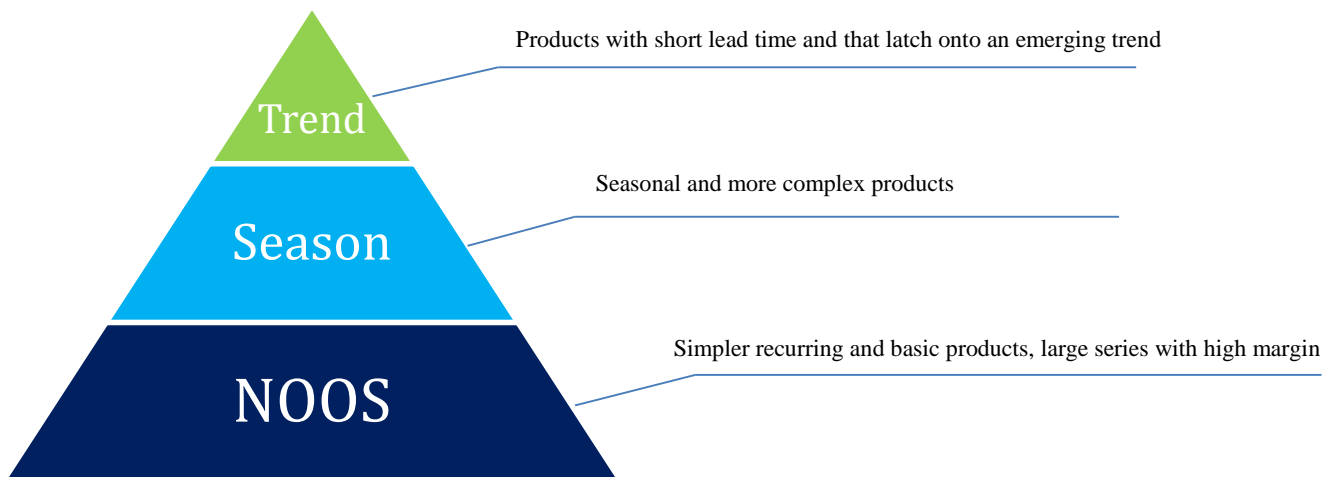 Products with short lead time and that latch onto an emerging trend
Trend
Seasonal and more complex products
Season
Simpler recurring and basic products, large series with high margin
NOOS